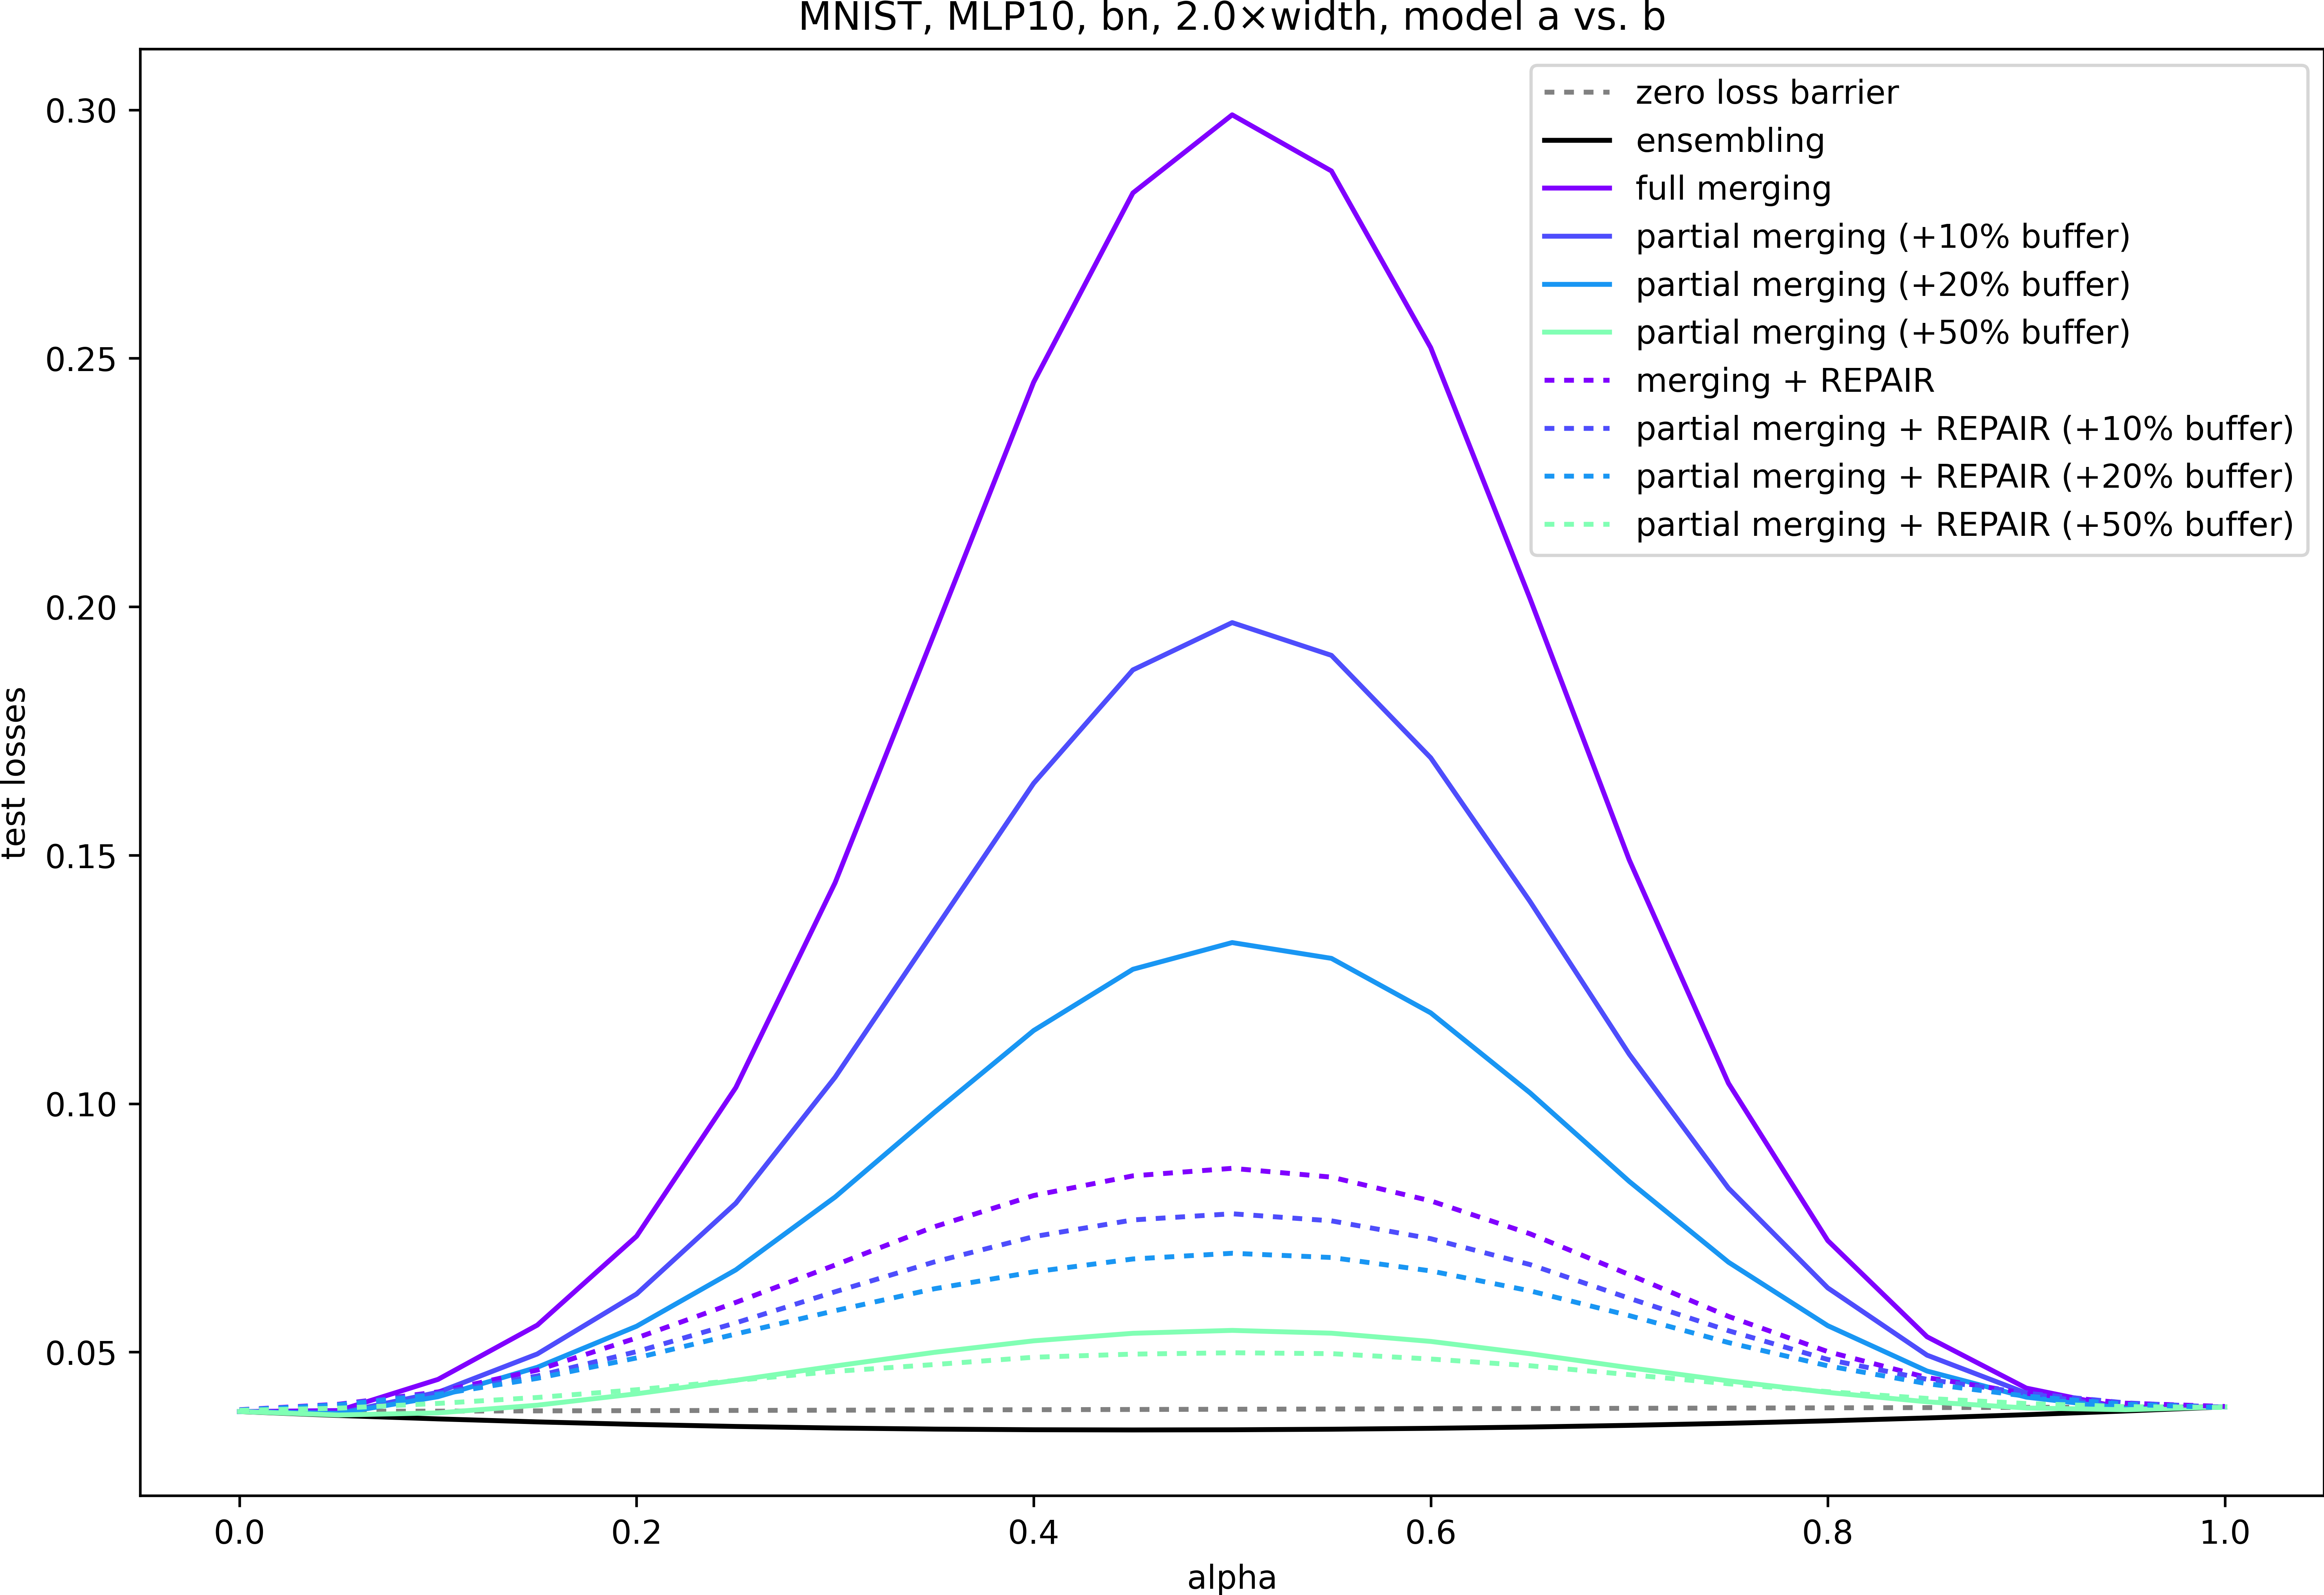 MNIST, MLP10, bn, 2.0×width, model a vs. b
zero loss barrier
ensembling
full merging
partial merging (+10% buffer)
partial merging (+20% buffer)
partial merging (+50% buffer)
merging + REPAIR
partial merging + REPAIR (+10% buffer)
partial merging + REPAIR (+20% buffer)
partial merging + REPAIR (+50% buffer)
test losses
0.30
0.25
0.20
0.15
0.10
0.05
0.0 0.2 0.4 0.6 0.8 1.0
alpha